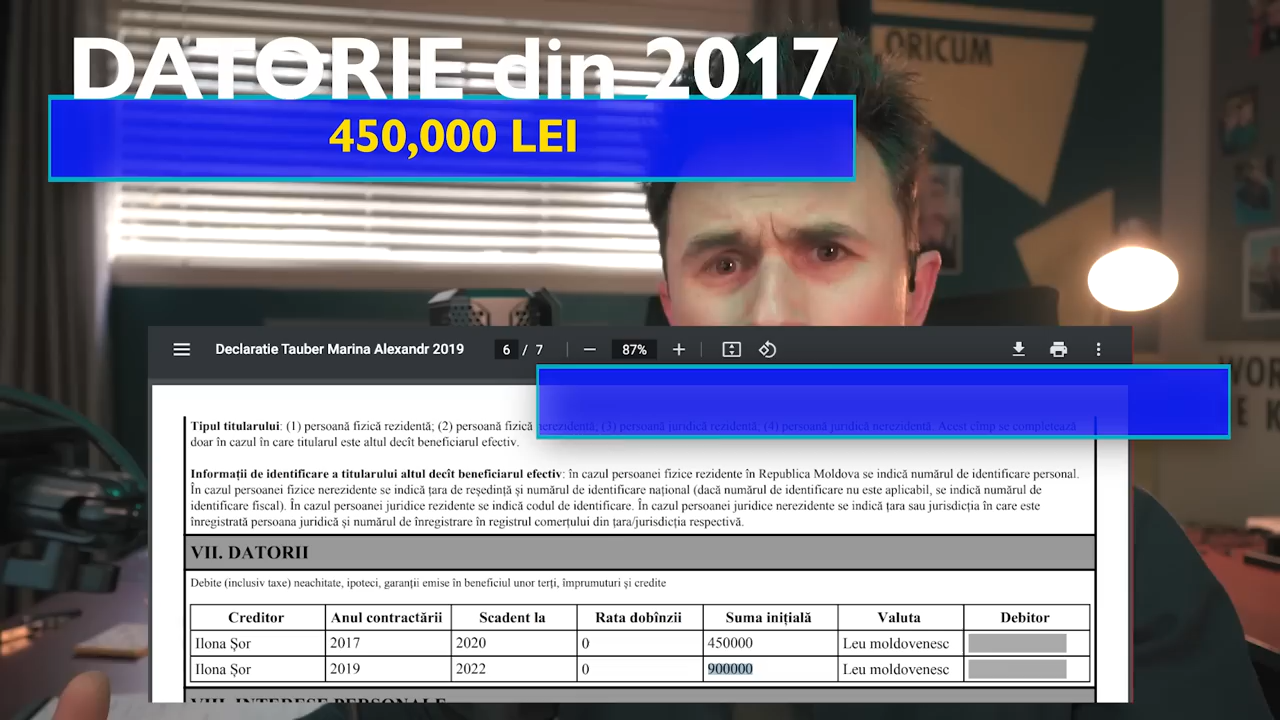 DATORIE din 2017
450,000 LEI
ORICUM
Declaratie Tauber Marina Alexandr 2019 6 / 7 87%
Tipul titularului: (1) persoană fizică rezidentă; (2) persoană fizică nerezidentă; (3) persoană juridică rezidentă; (4) persoană juridică nerezidentă. Acest cîmp se completează
doar în cazul în care titularul este altul decît beneficiarul efectiv.
Informații de identificare a titularului altul decît beneficiarul efectiv: în cazul persoanei fizice rezidente în Republica Moldova se indică numărul de identificare personal.
În cazul persoanei fizice nerezidente se indică țara de reședință și numărul de identificare național (dacă numărul de identificare nu este aplicabil, se indică numărul de
identificare fiscal). În cazul persoanei juridice rezidente se indică codul de identificare. În cazul persoanei juridice nerezidente se indică țara sau jurisdicția în care este
înregistrată persoana juridică și numărul de înregistrare în registrul comerțului din țara/jurisdicția respectivă.
VII. DATORII
Debite (inclusiv taxe) neachitate, ipoteci, garanții emise în beneficiul unor terți, împrumuturi și credite
Creditor Anul contractării Scadent la Rata dobînzii Suma inițială Valuta Debitor
Ilona Șor 2017 2020 0 450000 Leu moldovenesc
Ilona Șor 2019 2022 0 900000 Leu moldovenesc
VIII. INTERESE PERSONALE